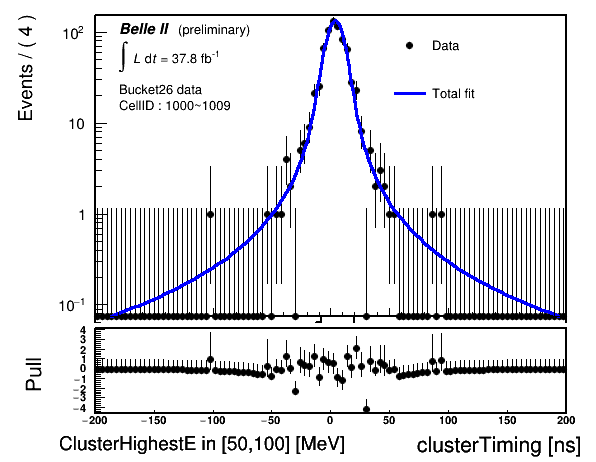 Belle II (preliminary)
∫ L dt = 37.8 fb⁻¹
Bucket26 data
CellID : 1000~1009
Data
Total fit
Events / ( 4 )
10²
10
1
10⁻¹
Pull
4
3
2
1
0
−1
−2
−3
−4
−200 −150 −100 −50 0 50 100 150 200
ClusterHighestE in [50,100] [MeV] clusterTiming [ns]